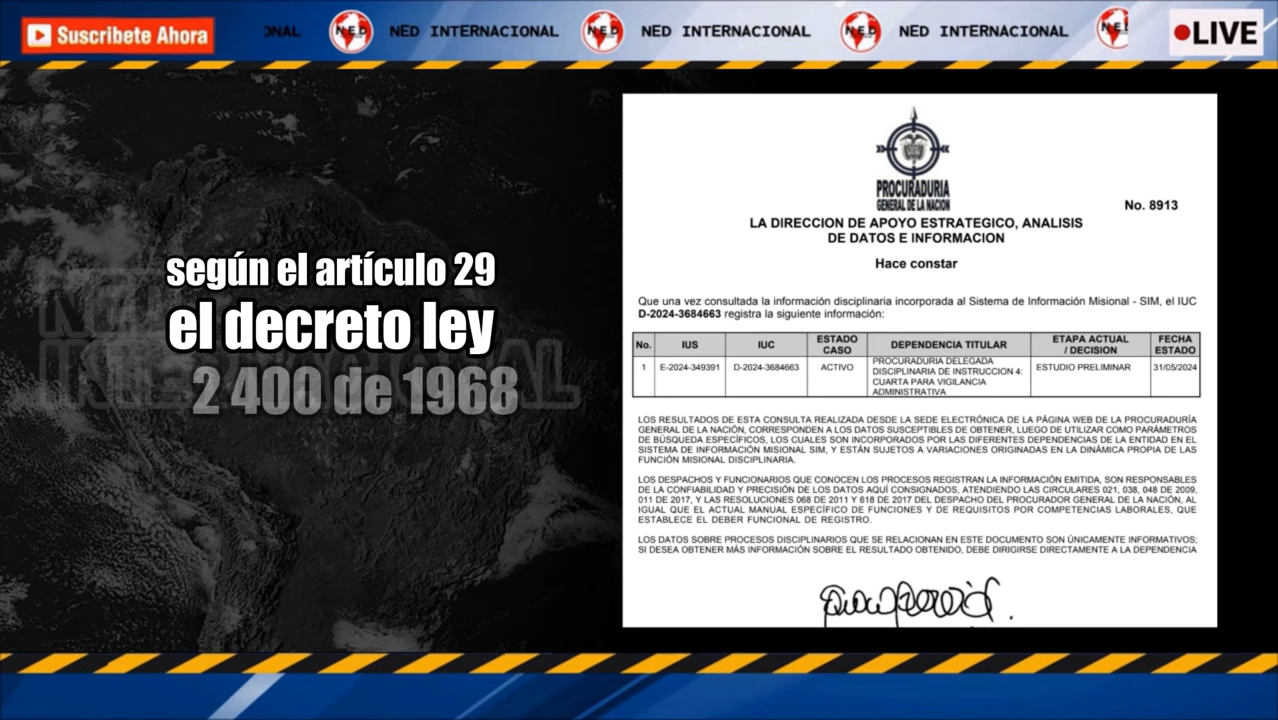 Suscribete Ahora
NED INTERNACIONAL
NED INTERNACIONAL
NED INTERNACIONAL
LIVE
según el artículo 29
el decreto ley
2 400 de 1968
NED
INTERNACIONAL
PROCURADURIA
GENERAL DE LA NACION
No. 8913
LA DIRECCION DE APOYO ESTRATEGICO, ANALISIS
DE DATOS E INFORMACION
Hace constar
Que una vez consultada la información disciplinaria incorporada al Sistema de Información Misional - SIM, el IUC
D-2024-3684663 registra la siguiente información:
No. IUS IUC ESTADO CASO DEPENDENCIA TITULAR ETAPA ACTUAL / DECISION FECHA ESTADO
1 E-2024-349391 D-2024-3684663 ACTIVO PROCURADURIA DELEGADA DISCIPLINARIA DE INSTRUCCION 4: CUARTA PARA VIGILANCIA ADMINISTRATIVA ESTUDIO PRELIMINAR 31/05/2024
LOS RESULTADOS DE ESTA CONSULTA REALIZADA DESDE LA SEDE ELECTRÓNICA DE LA PÁGINA WEB DE LA PROCURADURÍA
GENERAL DE LA NACIÓN, CORRESPONDEN A LOS DATOS SUSCEPTIBLES DE OBTENER, LUEGO DE UTILIZAR COMO PARÁMETROS
DE BÚSQUEDA ESPECÍFICOS, LOS CUALES SON INCORPORADOS POR LAS DIFERENTES DEPENDENCIAS DE LA ENTIDAD EN EL
SISTEMA DE INFORMACIÓN MISIONAL SIM, Y ESTÁN SUJETOS A VARIACIONES ORIGINADAS EN LA DINÁMICA PROPIA DE LAS
FUNCIÓN MISIONAL DISCIPLINARIA.
LOS DESPACHOS Y FUNCIONARIOS QUE CONOCEN LOS PROCESOS REGISTRAN LA INFORMACIÓN EMITIDA, SON RESPONSABLES
DE LA CONFIABILIDAD Y PRECISIÓN DE LOS DATOS AQUÍ CONSIGNADOS, ATENDIENDO LAS CIRCULARES 021, 038, 048 DE 2009,
011 DE 2017, Y LAS RESOLUCIONES 068 DE 2011 Y 618 DE 2017 DEL DESPACHO DEL PROCURADOR GENERAL DE LA NACIÓN, AL
IGUAL QUE EL ACTUAL MANUAL ESPECÍFICO DE FUNCIONES Y DE REQUISITOS POR COMPETENCIAS LABORALES, QUE
ESTABLECE EL DEBER FUNCIONAL DE REGISTRO.
LOS DATOS SOBRE PROCESOS DISCIPLINARIOS QUE SE RELACIONAN EN ESTE DOCUMENTO SON ÚNICAMENTE INFORMATIVOS;
SI DESEA OBTENER MÁS INFORMACIÓN SOBRE EL RESULTADO OBTENIDO, DEBE DIRIGIRSE DIRECTAMENTE A LA DEPENDENCIA